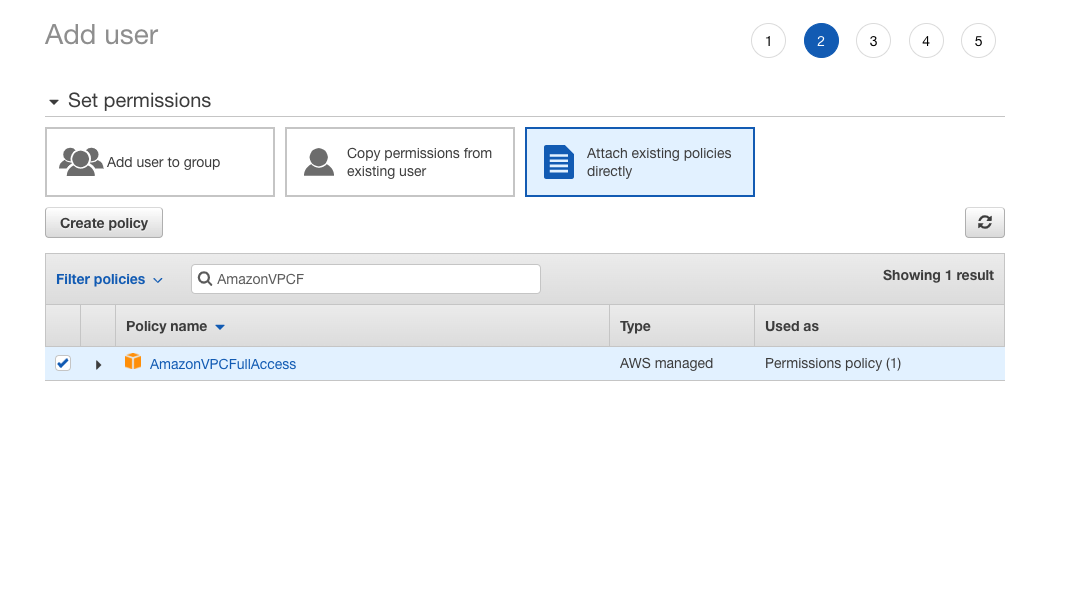 Add user
1 2 3 4 5
Set permissions
Add user to group
Copy permissions from
existing user
Attach existing policies
directly
Create policy
Filter policies
AmazonVPCF
Showing 1 result
Policy name Type Used as
AmazonVPCFullAccess AWS managed Permissions policy (1)